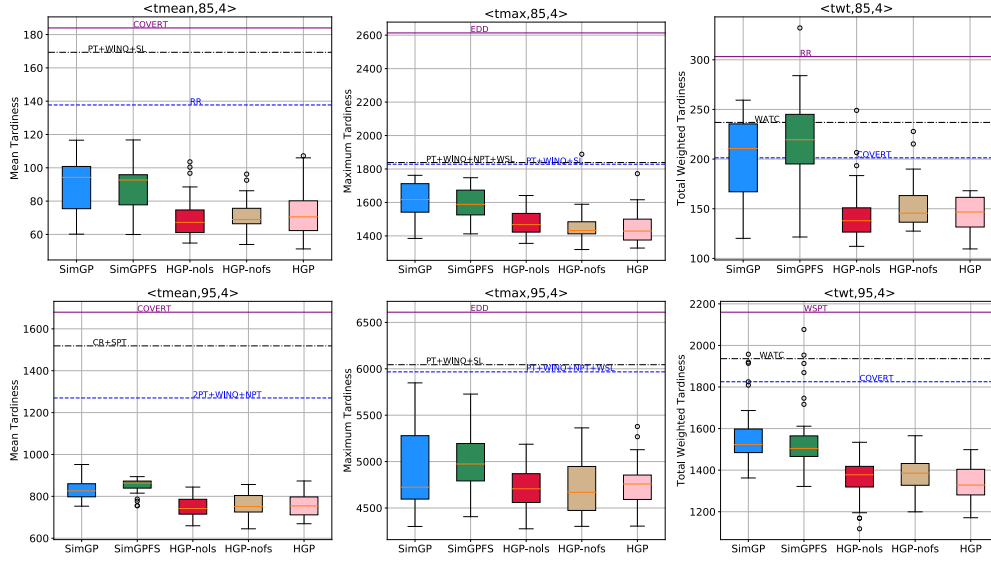 <tmean,85,4>
Mean Tardiness
180
160
140
120
100
80
60
COVERT
PT+WINQ+SL
RR
SimGP
SimGPFS
HGP-nols
HGP-nofs
HGP
<tmax,85,4>
Maximum Tardiness
2600
2400
2200
2000
1800
1600
1400
EDD
PT+WINQ+NPT+WSL
PT+WINQ+SL
SimGP
SimGPFS
HGP-nols
HGP-nofs
HGP
<twt,85,4>
Total Weighted Tardiness
300
250
200
150
100
RR
WATC
COVERT
SimGP
SimGPFS
HGP-nols
HGP-nofs
HGP
<tmean,95,4>
Mean Tardiness
1600
1400
1200
1000
800
600
COVERT
CR+SPT
2PT+WINQ+NPT
SimGP
SimGPFS
HGP-nols
HGP-nofs
HGP
<tmax,95,4>
Maximum Tardiness
6500
6000
5500
5000
4500
EDD
PT+WINQ+SL
PT+WINQ+NPT+WSL
SimGP
SimGPFS
HGP-nols
HGP-nofs
HGP
<twt,95,4>
Total Weighted Tardiness
2200
2000
1800
1600
1400
1200
WSPT
WATC
COVERT
SimGP
SimGPFS
HGP-nols
HGP-nofs
HGP